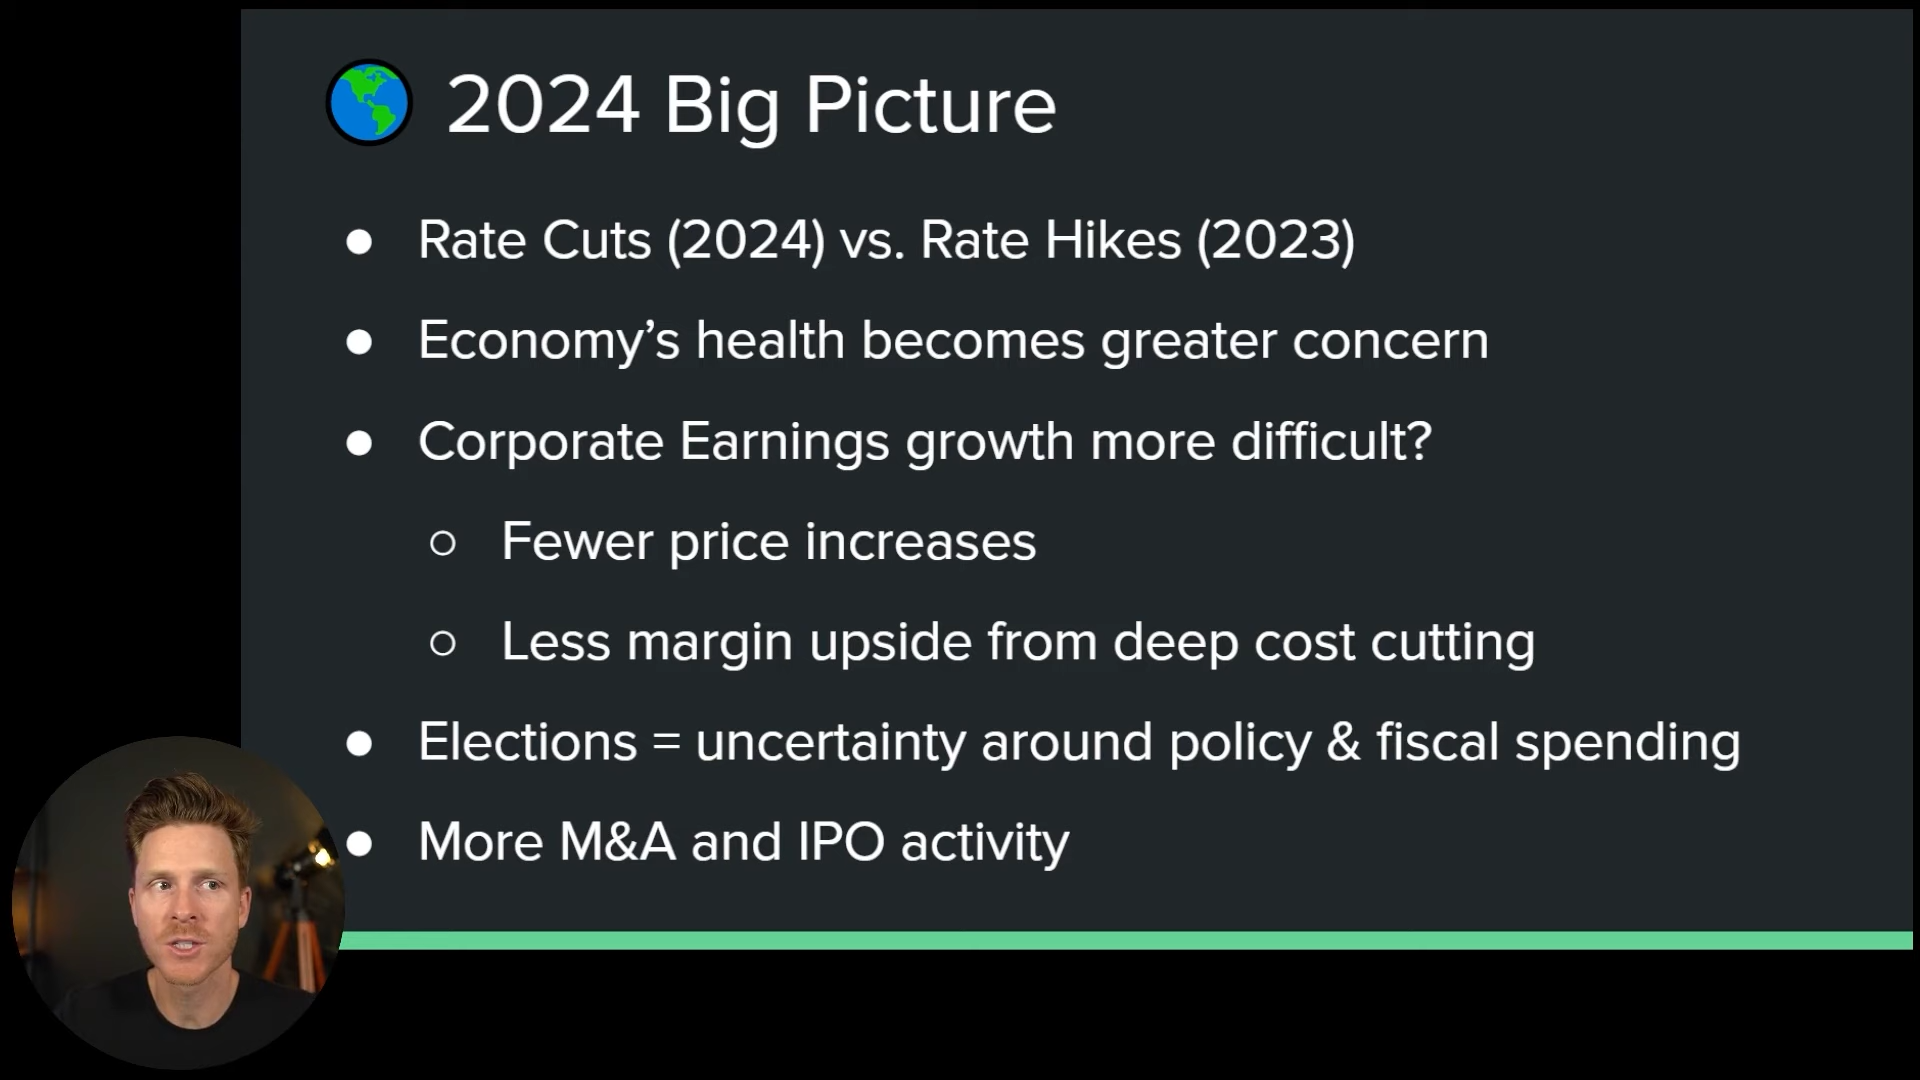 2024 Big Picture
● Rate Cuts (2024) vs. Rate Hikes (2023)
● Economy’s health becomes greater concern
● Corporate Earnings growth more difficult?
○ Fewer price increases
○ Less margin upside from deep cost cutting
● Elections = uncertainty around policy & fiscal spending
● More M&A and IPO activity